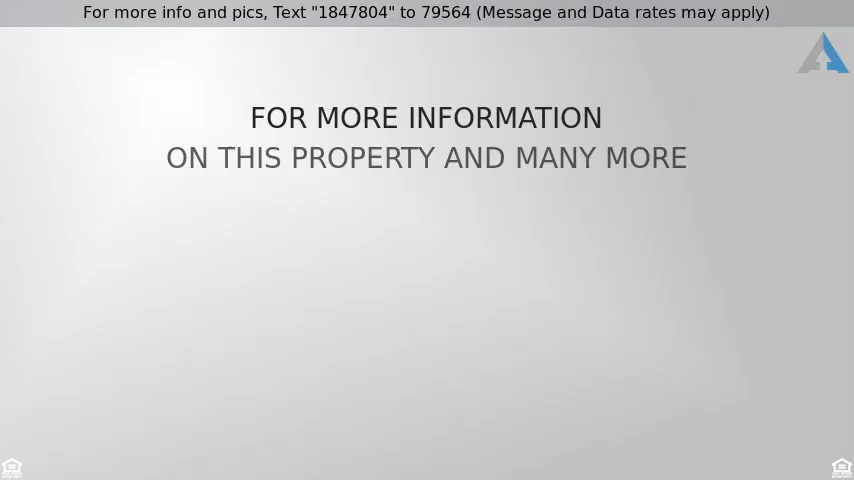 For more info and pics, Text "1847804" to 79564 (Message and Data rates may apply)
FOR MORE INFORMATION
ON THIS PROPERTY AND MANY MORE